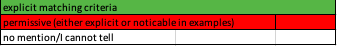 explicit matching criteria
permissive (either explicit or noticable in examples)
no mention/I cannot tell